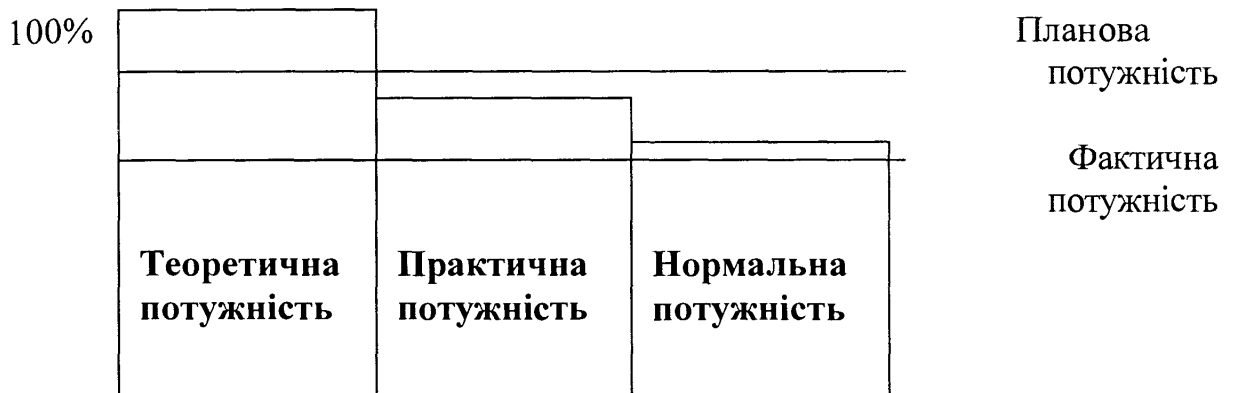 100%
Планова
потужність
Фактична
потужність
Теоретична
потужність
Практична
потужність
Нормальна
потужність